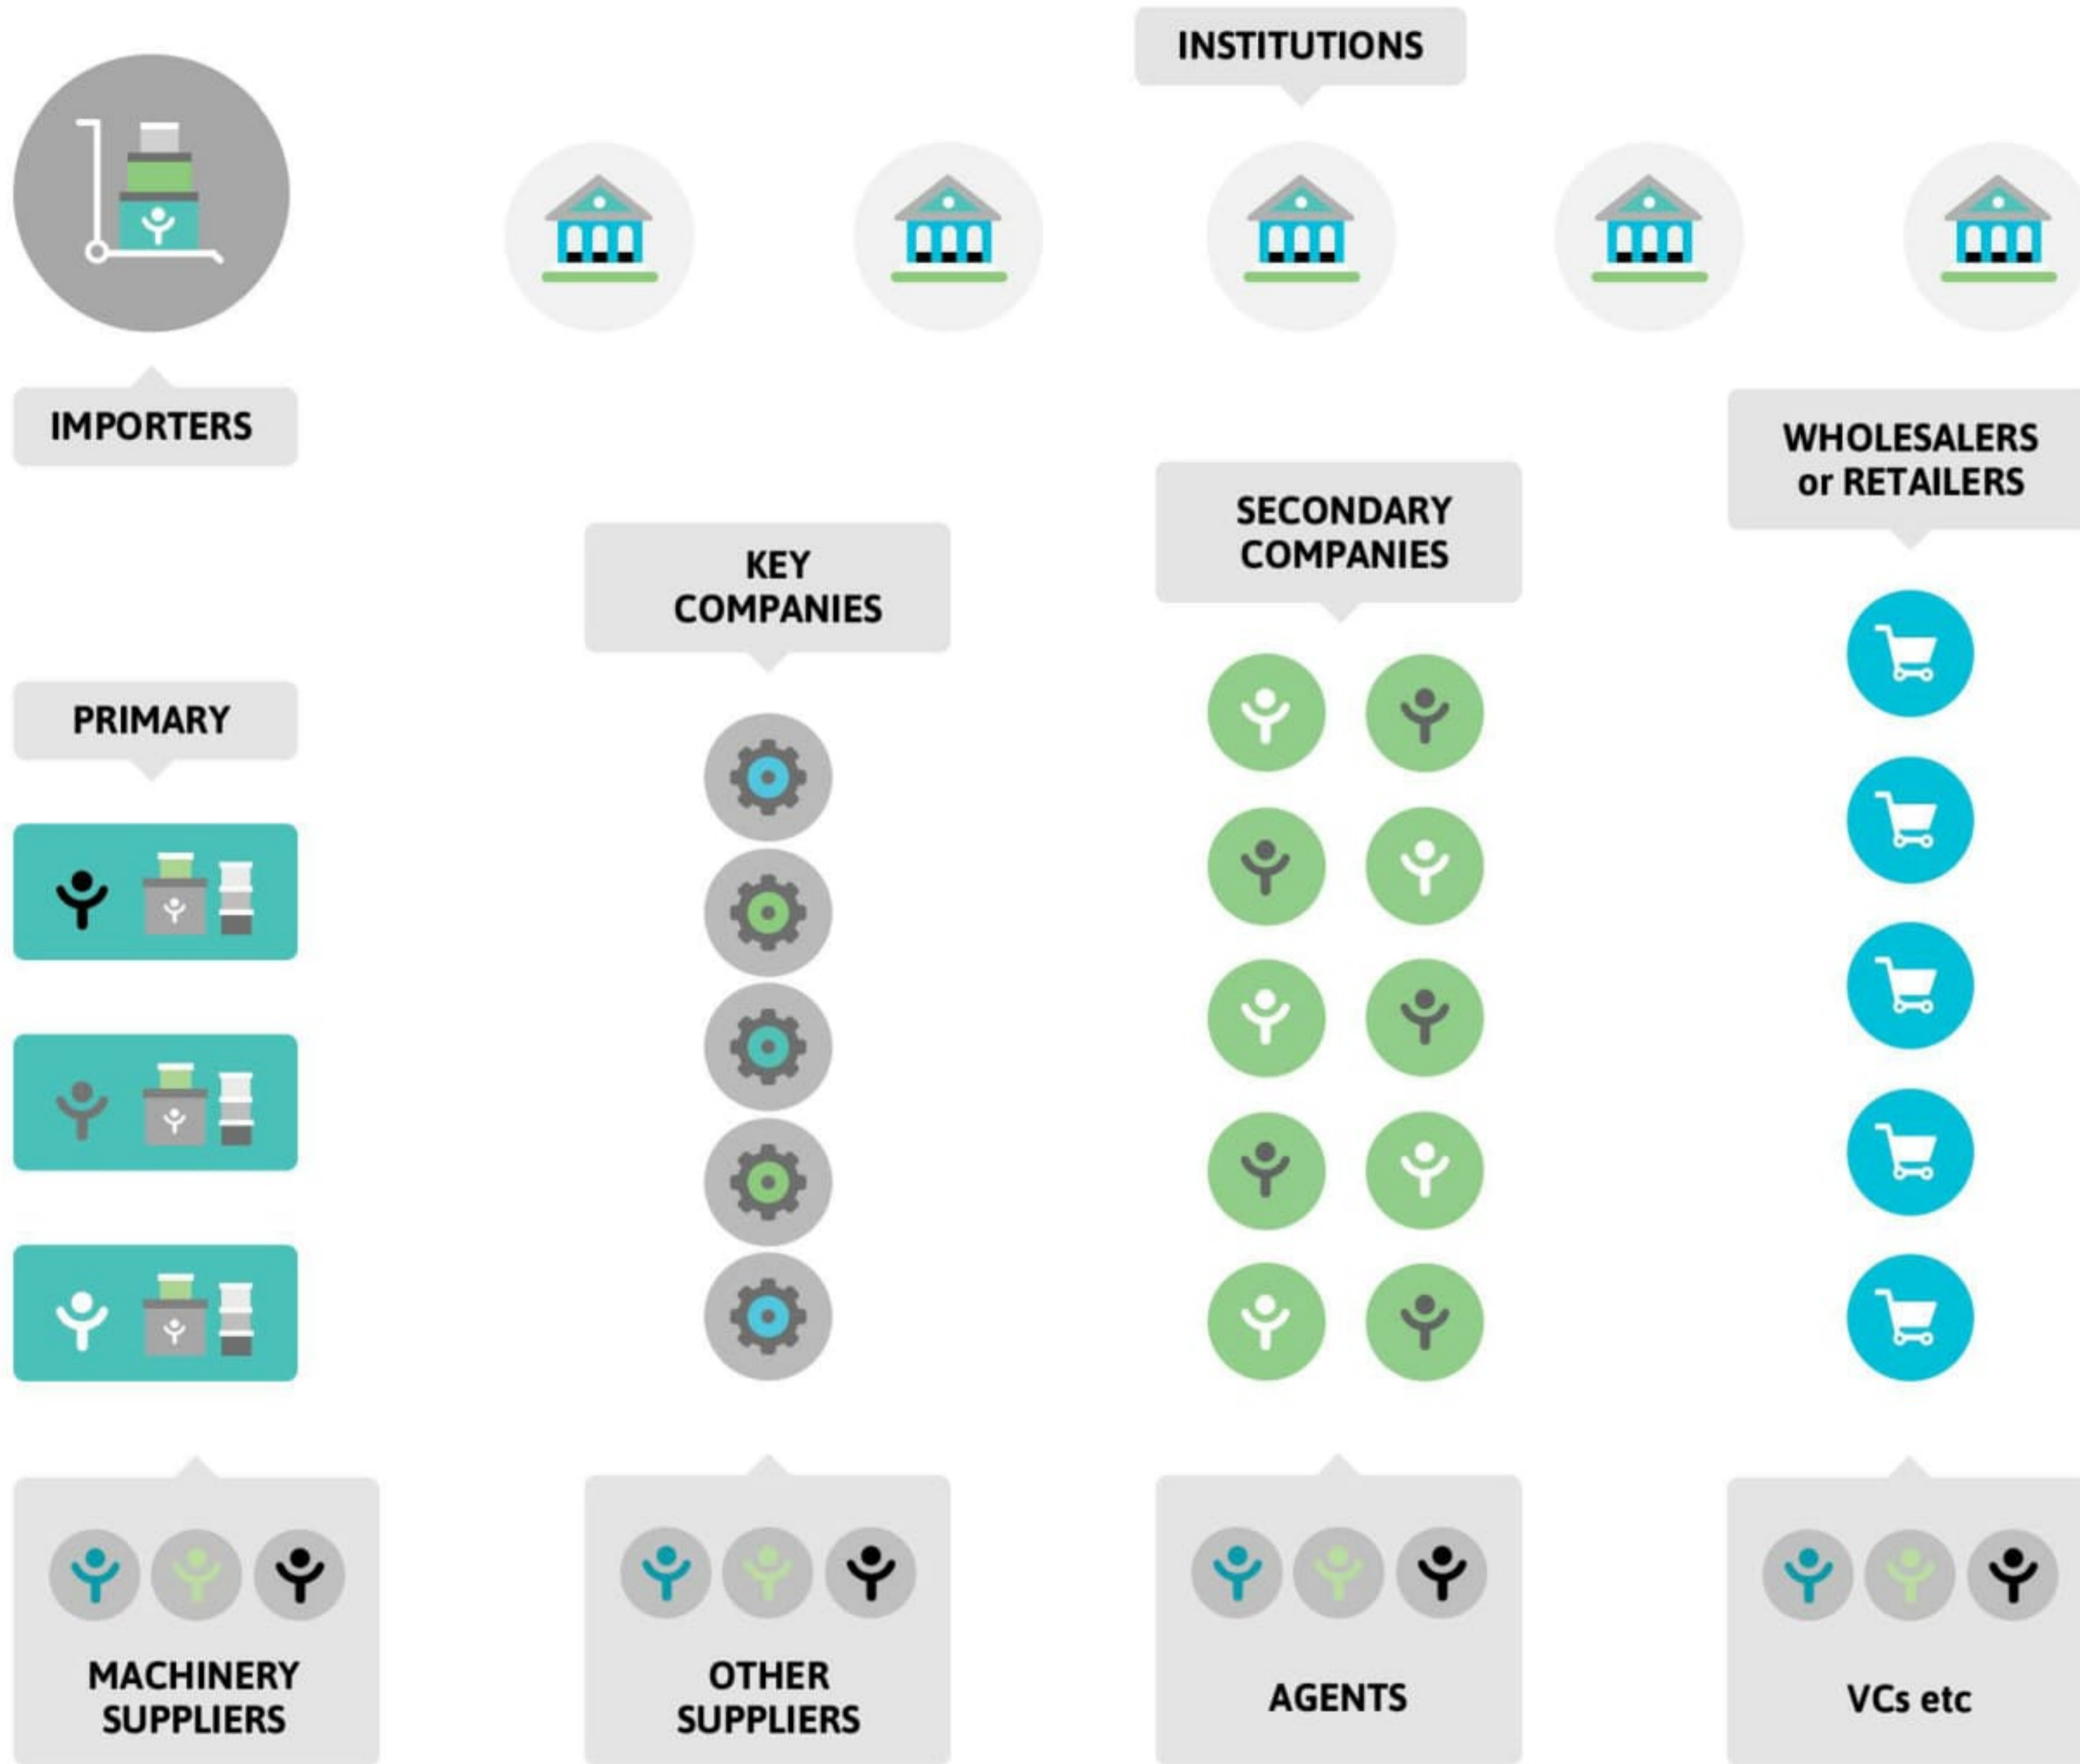 INSTITUTIONS
IMPORTERS
WHOLESALERS
or RETAILERS
SECONDARY
COMPANIES
KEY
COMPANIES
PRIMARY
MACHINERY
SUPPLIERS
OTHER
SUPPLIERS
AGENTS
VCs etc